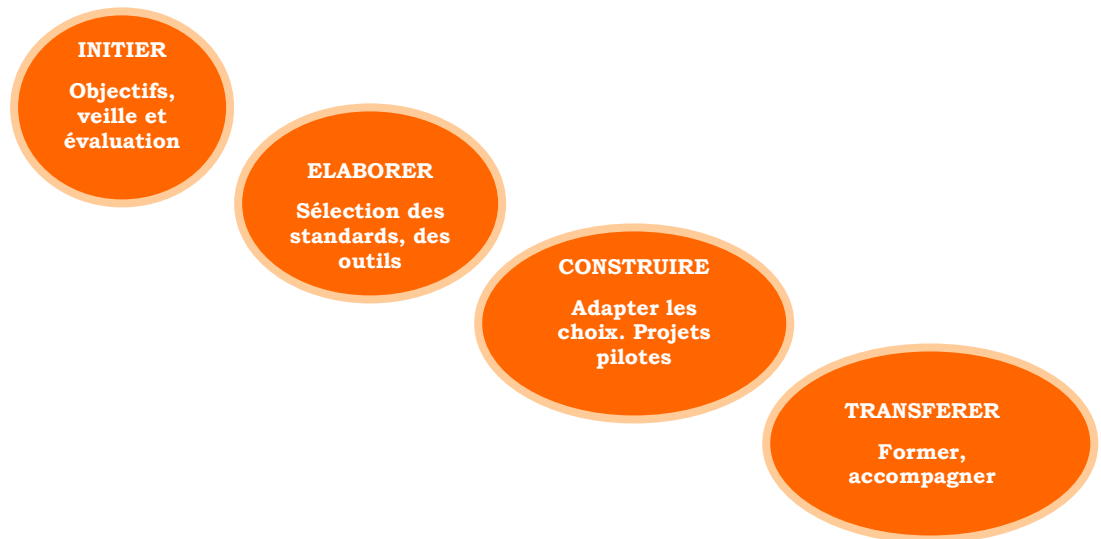 INITIER
Objectifs,
veille et
évaluation
ELABORER
Sélection des
standards, des
outils
CONSTRUIRE
Adapter les
choix. Projets
pilotes
TRANSFERER
Former,
accompagner